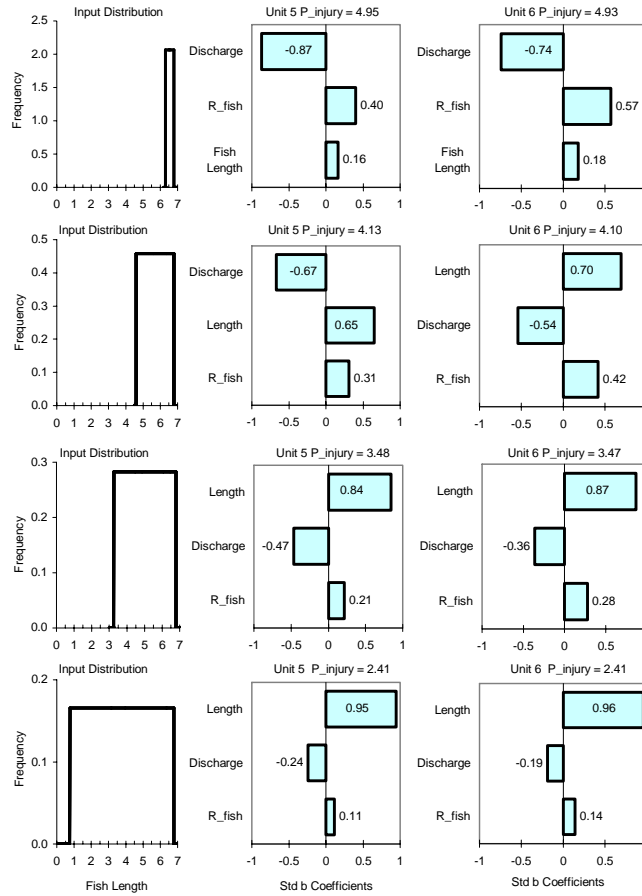 Input Distribution
Frequency
2.5
2.0
1.5
1.0
0.5
0.0
0 1 2 3 4 5 6 7
Unit 5 P_injury = 4.95
Discharge
-0.87
R_fish
0.40
Fish
Length
0.16
-1 -0.5 0 0.5 1
Unit 6 P_injury = 4.93
Discharge
-0.74
R_fish
0.57
Fish
Length
0.18
-1 -0.5 0 0.5 1
Input Distribution
Frequency
0.5
0.4
0.3
0.2
0.1
0.0
0 1 2 3 4 5 6 7
Unit 5 P_injury = 4.13
Discharge
-0.67
Length
0.65
R_fish
0.31
-1 -0.5 0 0.5 1
Unit 6 P_injury = 4.10
Length
0.70
Discharge
-0.54
R_fish
0.42
-1 -0.5 0 0.5 1
Input Distribution
Frequency
0.3
0.2
0.1
0.0
0 1 2 3 4 5 6 7
Unit 5 P_injury = 3.48
Length
0.84
Discharge
-0.47
R_fish
0.21
-1 -0.5 0 0.5 1
Unit 6 P_injury = 3.47
Length
0.87
Discharge
-0.36
R_fish
0.28
-1 -0.5 0 0.5 1
Input Distribution
Frequency
0.2
0.1
0.0
0 1 2 3 4 5 6 7
Fish Length
Unit 5 P_injury = 2.41
Length
0.95
Discharge
-0.24
R_fish
0.11
-1 -0.5 0 0.5 1
Std b Coefficients
Unit 6 P_injury = 2.41
Length
0.96
Discharge
-0.19
R_fish
0.14
-1 -0.5 0 0.5 1
Std b Coefficients